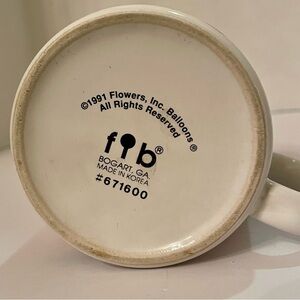 ©1991 Flowers, Inc. Balloons ®
All Rights Reserved
fib ®
BOGART, GA.
MADE IN KOREA
#671600